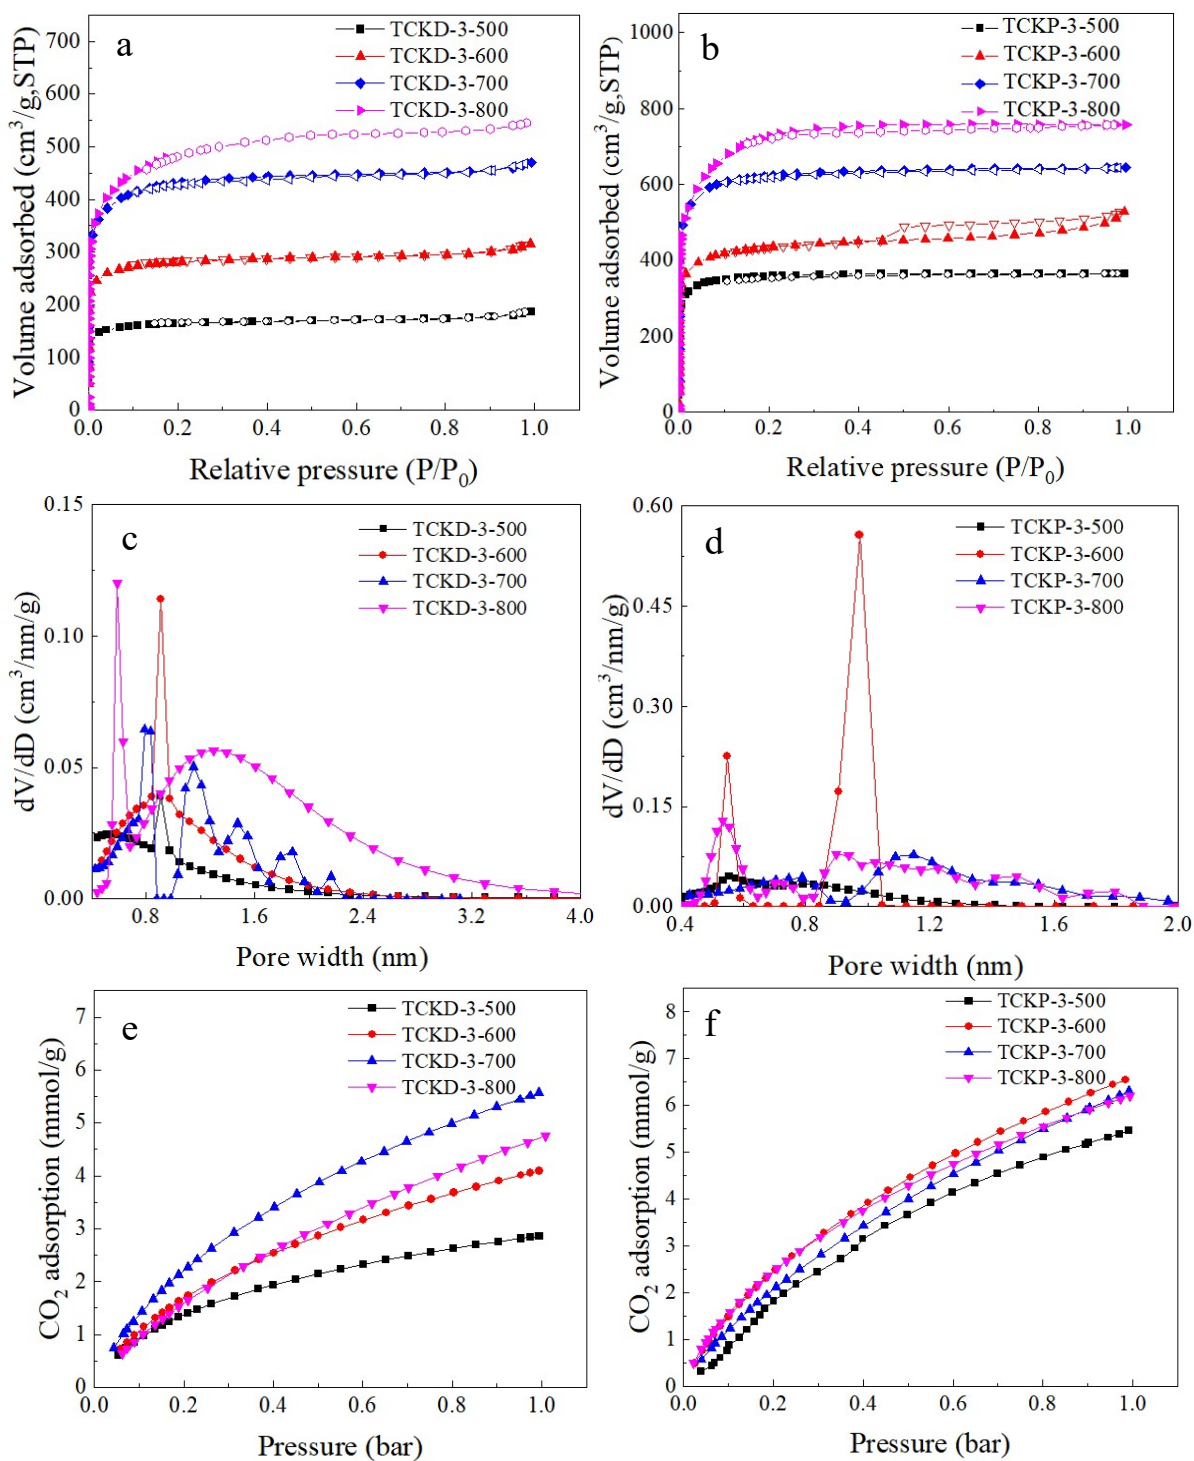 a
TCKD-3-500
TCKD-3-600
TCKD-3-700
TCKD-3-800
Volume adsorbed (cm³/g,STP)
700
600
500
400
300
200
100
0
0.0 0.2 0.4 0.6 0.8 1.0
Relative pressure (P/P₀)
b
TCKP-3-500
TCKP-3-600
TCKP-3-700
TCKP-3-800
Volume adsorbed (cm³/g,STP)
1000
800
600
400
200
0
0.0 0.2 0.4 0.6 0.8 1.0
Relative pressure (P/P₀)
c
TCKD-3-500
TCKD-3-600
TCKD-3-700
TCKD-3-800
dV/dD (cm³/nm/g)
0.15
0.10
0.05
0.00
0.8 1.6 2.4 3.2 4.0
Pore width (nm)
d
TCKP-3-500
TCKP-3-600
TCKP-3-700
TCKP-3-800
dV/dD (cm³/nm/g)
0.60
0.45
0.30
0.15
0.00
0.4 0.8 1.2 1.6 2.0
Pore width (nm)
e
TCKD-3-500
TCKD-3-600
TCKD-3-700
TCKD-3-800
CO₂ adsorption (mmol/g)
7
6
5
4
3
2
1
0
0.0 0.2 0.4 0.6 0.8 1.0
Pressure (bar)
f
TCKP-3-500
TCKP-3-600
TCKP-3-700
TCKP-3-800
CO₂ adsorption (mmol/g)
8
7
6
5
4
3
2
1
0
0.0 0.2 0.4 0.6 0.8 1.0
Pressure (bar)